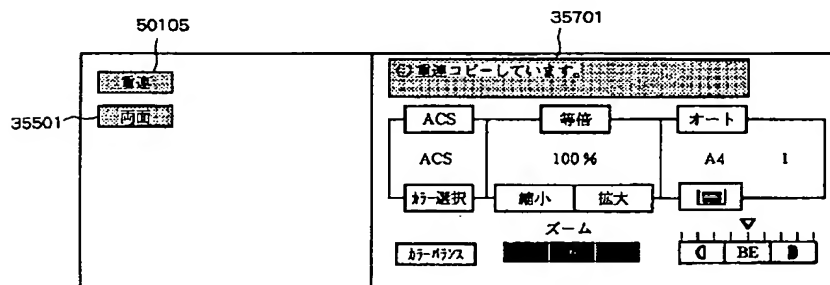 50105
35701
重連
35501
両面
重連コピーしています。
ACS
等倍
オート
ACS
100%
A4
1
カラー選択
縮小
拡大
ズーム
カラーバランス
BE